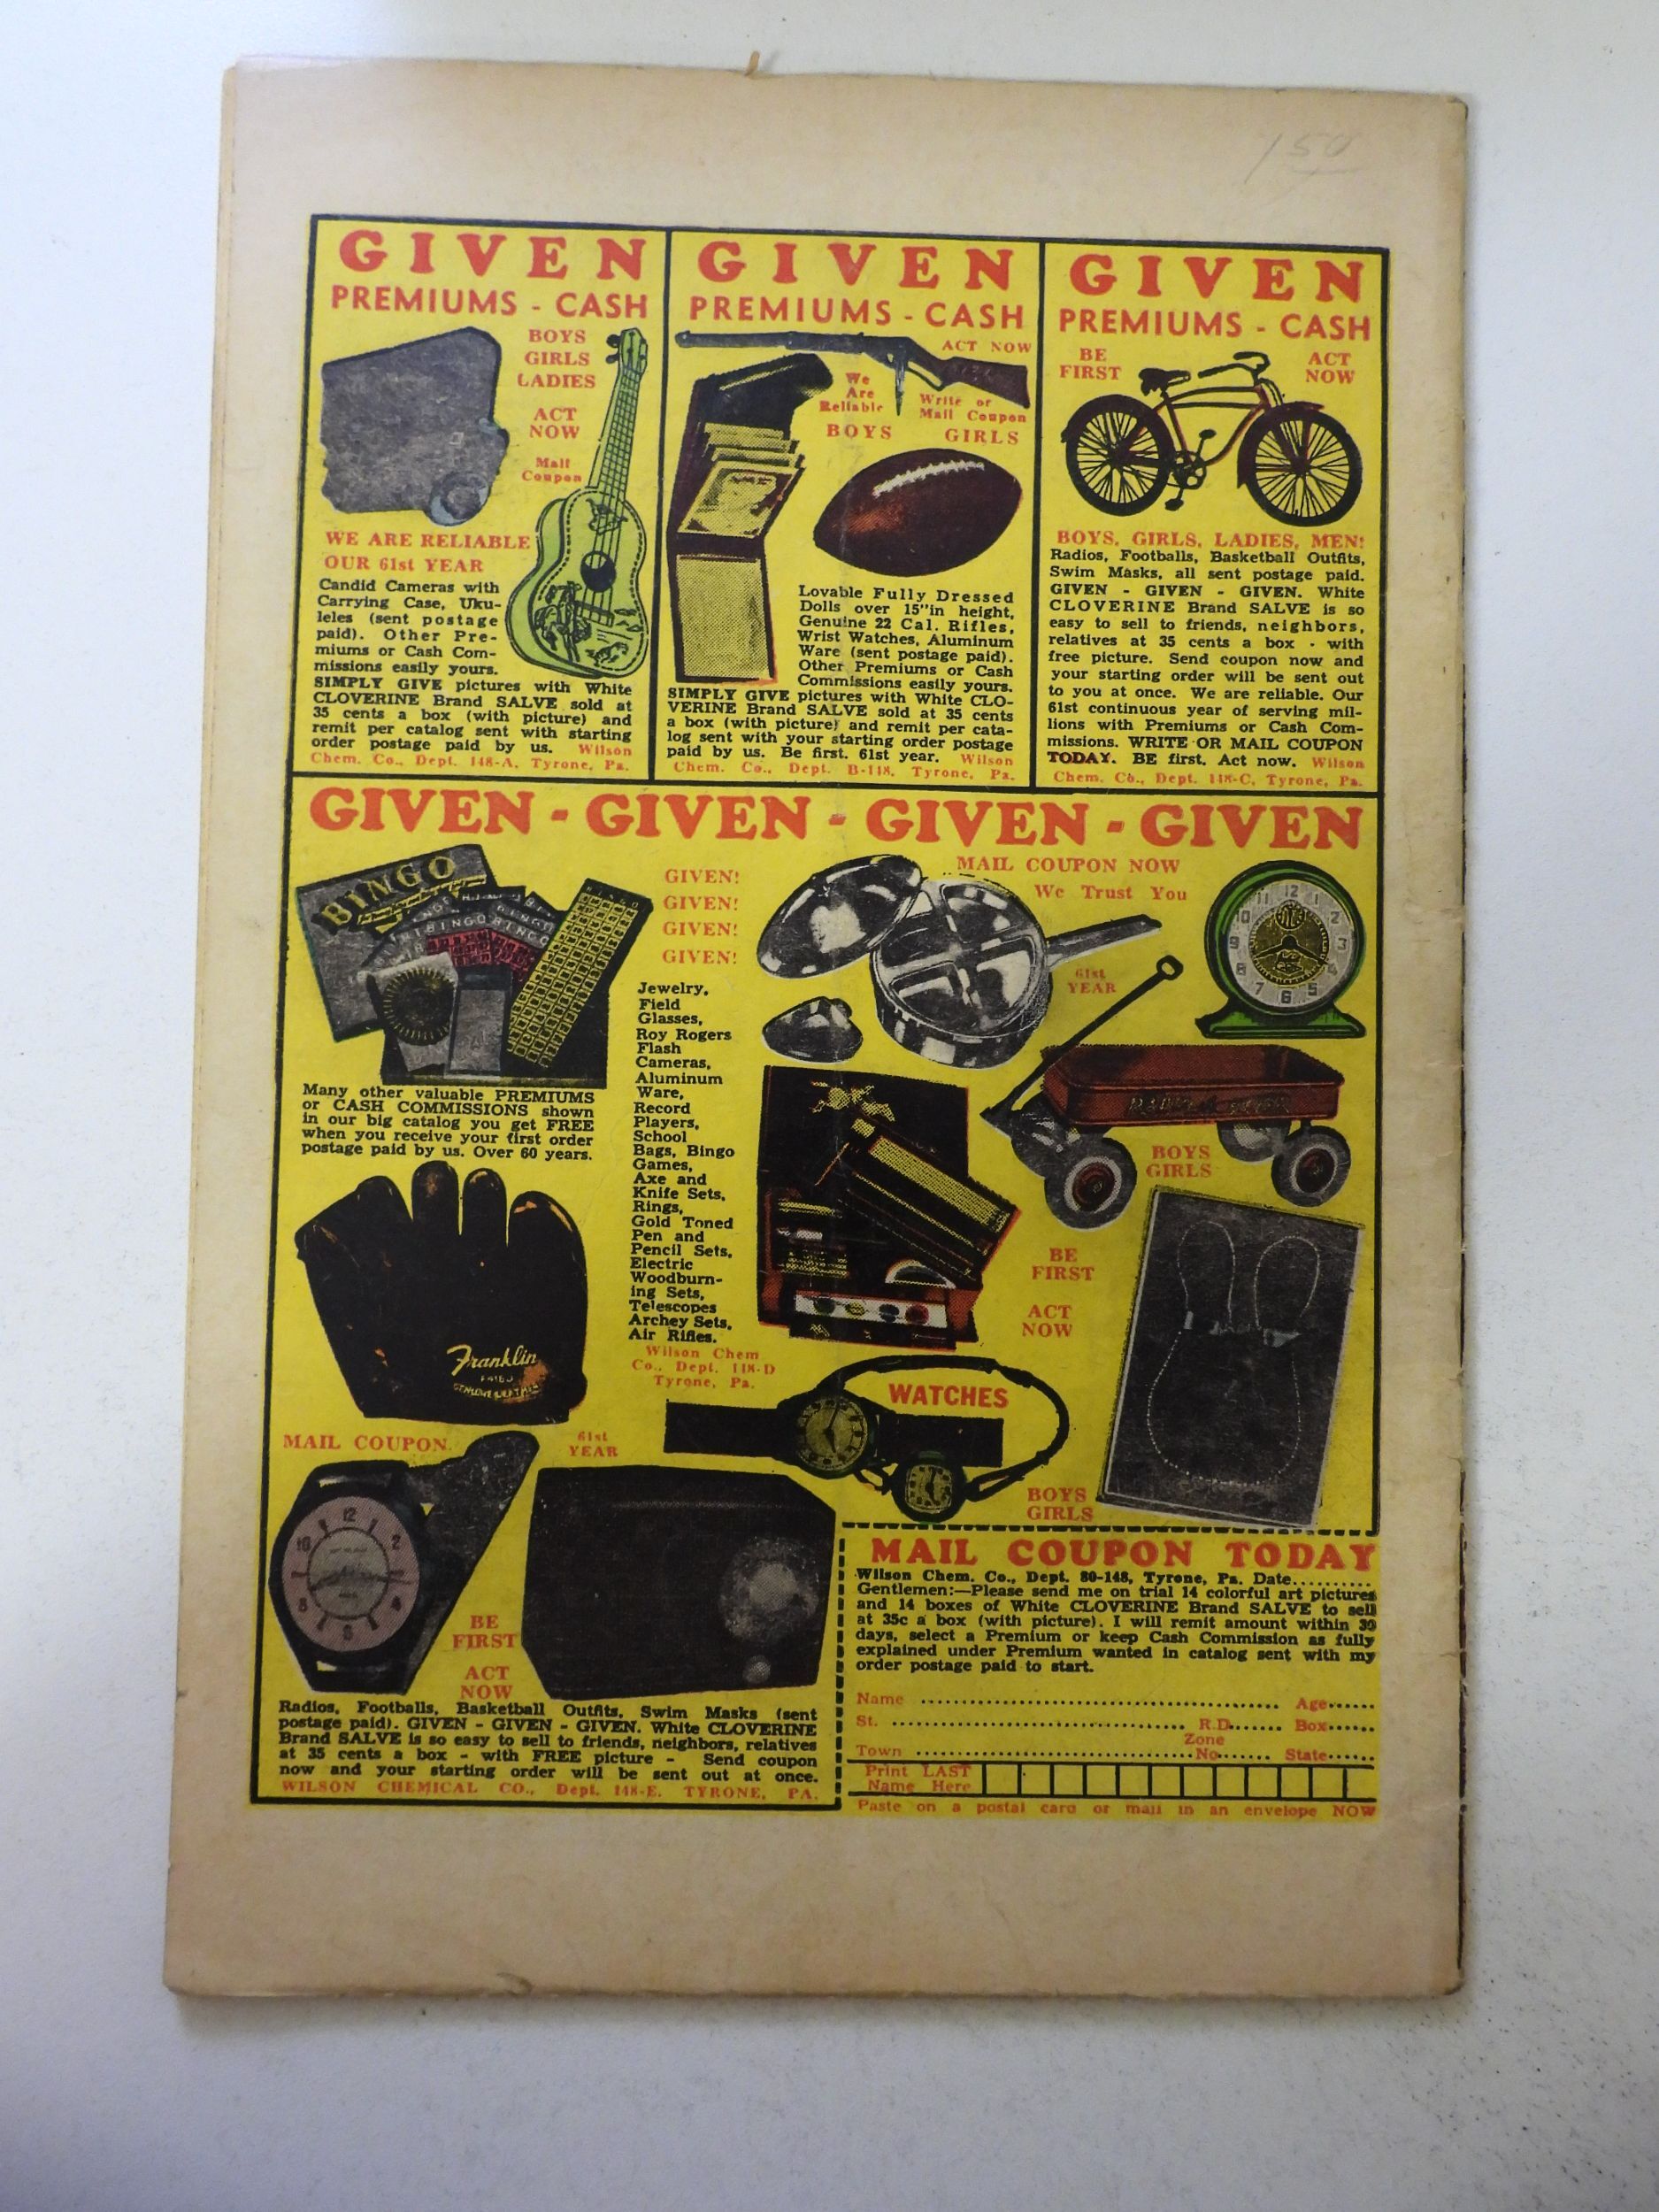 150
GIVEN
PREMIUMS - CASH
BOYS
GIRLS
LADIES
ACT
NOW
Mail
Coupon
WE ARE RELIABLE
OUR 61st YEAR
Candid Cameras with
Carrying Case, Uku-
leles (sent postage
paid). Other Pre-
miums or Cash Com-
missions easily yours.
SIMPLY GIVE pictures with White
CLOVERINE Brand SALVE sold at
35 cents a box (with picture) and
remit per catalog sent with starting
order postage paid by us. Wilson
Chem. Co., Dept. 148-A, Tyrone, Pa.
GIVEN
PREMIUMS - CASH
ACT NOW
We
Are
Reliable
Write or
Mail Coupon
BOYS GIRLS
Lovable Fully Dressed
Dolls over 15"in height,
Genuine 22 Cal. Rifles,
Wrist Watches, Aluminum
Ware (sent postage paid).
Other Premiums or Cash
Commissions easily yours.
SIMPLY GIVE pictures with White CLO-
VERINE Brand SALVE sold at 35 cents
a box (with picture) and remit per cata-
log sent with your starting order postage
paid by us. Be first. 61st year. Wilson
Chem. Co., Dept. B-148, Tyrone, Pa.
GIVEN
PREMIUMS - CASH
BE
FIRST
ACT
NOW
BOYS, GIRLS, LADIES, MEN!
Radios, Footballs, Basketball Outfits,
Swim Masks, all sent postage paid.
GIVEN - GIVEN - GIVEN. White
CLOVERINE Brand SALVE is so
easy to sell to friends, neighbors,
relatives at 35 cents a box - with
free picture. Send coupon now and
your starting order will be sent out
to you at once. We are reliable. Our
61st continuous year of serving mil-
lions with Premiums or Cash Com-
missions. WRITE OR MAIL COUPON
TODAY. BE first. Act now. Wilson
Chem. Co., Dept. 148-C, Tyrone, Pa.
GIVEN - GIVEN - GIVEN - GIVEN
BINGO
Many other valuable PREMIUMS
or CASH COMMISSIONS shown
in our big catalog you get FREE
when you receive your first order
postage paid by us. Over 60 years.
GIVEN!
GIVEN!
GIVEN!
GIVEN!
Jewelry,
Field
Glasses,
Roy Rogers
Flash
Cameras,
Aluminum
Ware,
Record
Players,
School
Bags, Bingo
Games,
Axe and
Knife Sets,
Rings,
Gold Toned
Pen and
Pencil Sets,
Electric
Woodburn-
ing Sets,
Telescopes
Archey Sets,
Air Rifles.
Wilson Chem
Co., Dept. 148-D
Tyrone, Pa.
MAIL COUPON NOW
We Trust You
61st
YEAR
12 1 2 3 4 5 6 7 8 9 10
BOYS
GIRLS
BE
FIRST
ACT
NOW
Franklin
WATCHES
BOYS
GIRLS
MAIL COUPON
61st
YEAR
12 2 4 6 8 10
BE
FIRST
ACT
NOW
Radios, Footballs, Basketball Outfits, Swim Masks (sent
postage paid). GIVEN - GIVEN - GIVEN. White CLOVERINE
Brand SALVE is so easy to sell to friends, neighbors, relatives
at 35 cents a box - with FREE picture - Send coupon
now and your starting order will be sent out at once.
WILSON CHEMICAL CO., Dept. 148-E. TYRONE, PA.
MAIL COUPON TODAY
Wilson Chem. Co., Dept. 80-148, Tyrone, Pa. Date..........
Gentlemen:—Please send me on trial 14 colorful art pictures
and 14 boxes of White CLOVERINE Brand SALVE to sell
at 35c a box (with picture). I will remit amount within 30
days, select a Premium or keep Cash Commission as fully
explained under Premium wanted in catalog sent with my
order postage paid to start.
Name .......................................... Age......
St. ................................. R.D....... Box......
Town ................................. Zone No....... State......
Print LAST
Name Here
Paste on a postal card or mail in an envelope NOW